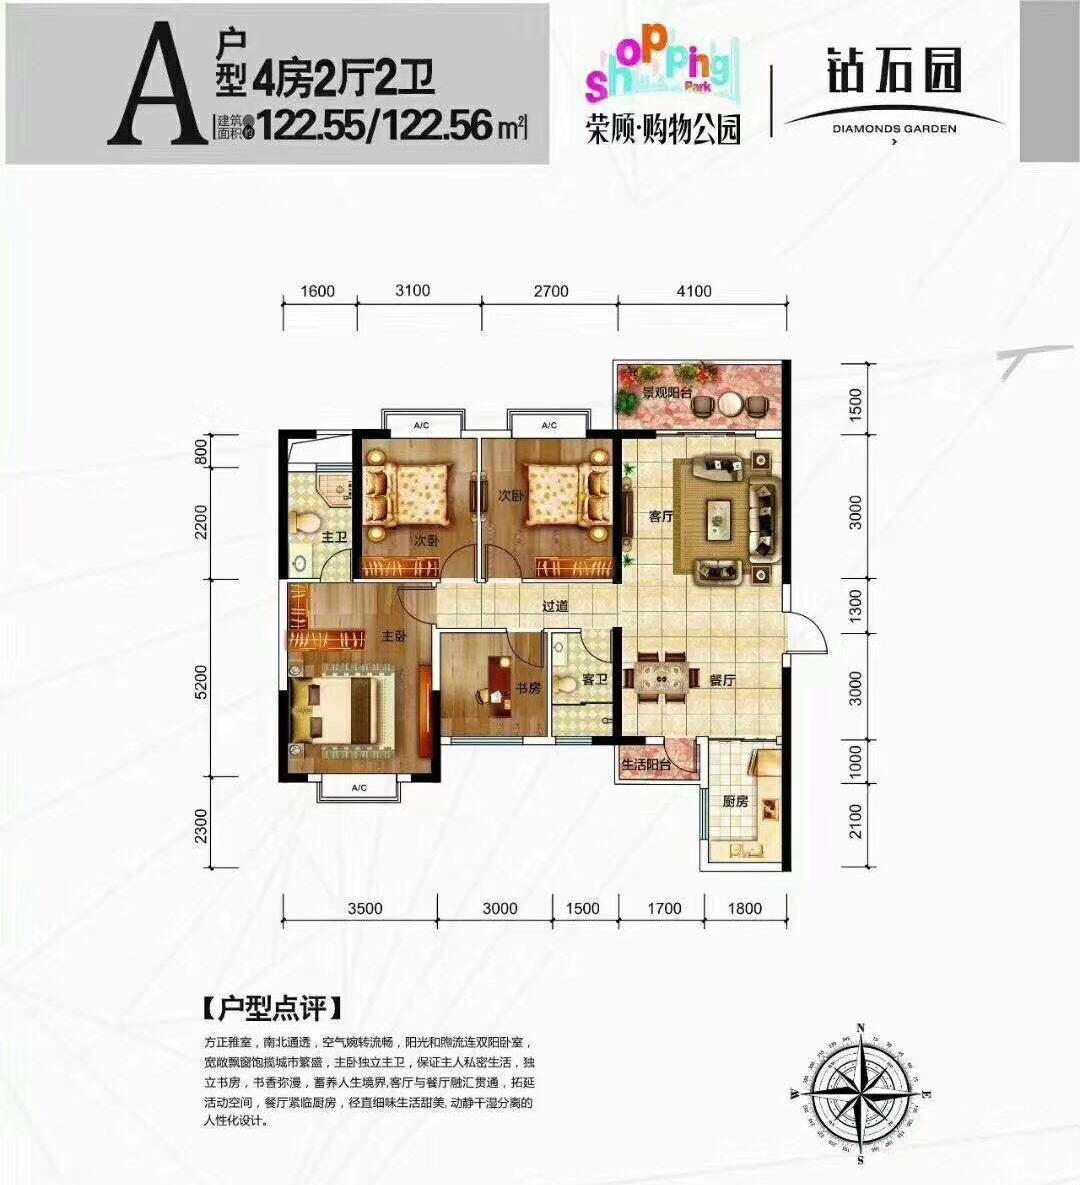 A
户型
4房2厅2卫
建筑面积约122.55/122.56m²
Shopping
Park
荣顾·购物公园
钻石园
DIAMONDS GARDEN
1600 3100 2700 4100
景观阳台
1500
A/C A/C
800
2200
次卧
次卧
主卫
客厅
3000
过道
1300
主卧
5200
书房
客卫
餐厅
3000
生活阳台
1000
A/C
厨房
2300
2100
3500 3000 1500 1700 1800
【户型点评】
方正雅室，南北通透，空气婉转流畅，阳光和煦流连双阳卧室，
宽敞飘窗饱揽城市繁盛，主卧独立主卫，保证主人私密生活，独
立书房，书香弥漫，蓄养人生境界,客厅与餐厅融汇贯通，拓延
活动空间，餐厅紧临厨房，径直细味生活甜美,动静干湿分离的
人性化设计。
N
W E
S